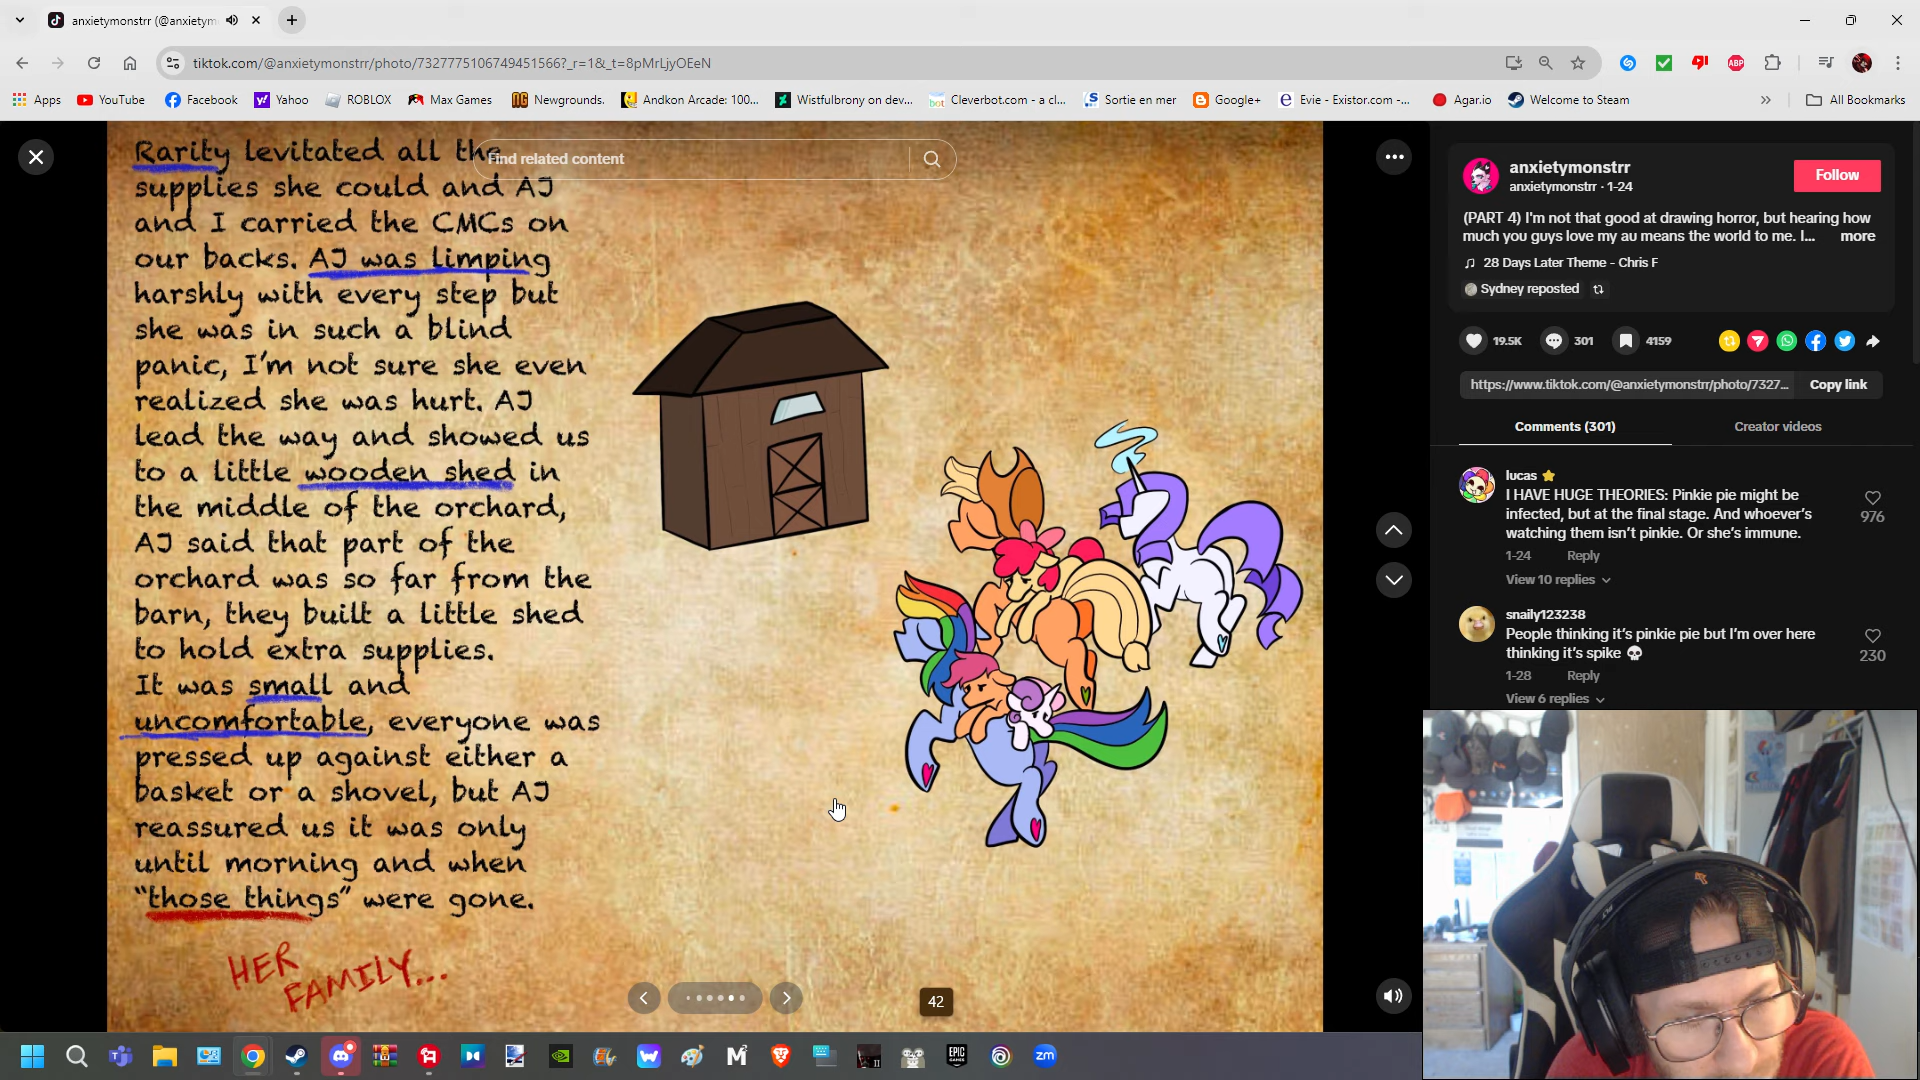 anxietymonstrr (@anxietym
tiktok.com/@anxietymonstrr/photo/7327775106749451566?_r=1&_t=8pMrLjyOEeN
Apps YouTube Facebook Yahoo ROBLOX Max Games Newgrounds. Andkon Arcade: 100... Wistfulbrony on dev... Cleverbot.com - a cl... Sortie en mer Google+ Evie - Existor.com -... Agar.io Welcome to Steam » All Bookmarks
Find related content
Rarity levitated all the
supplies she could and AJ
and I carried the CMCs on
our backs. AJ was limping
harshly with every step but
she was in such a blind
panic, I'm not sure she even
realized she was hurt. AJ
lead the way and showed us
to a little wooden shed in
the middle of the orchard,
AJ said that part of the
orchard was so far from the
barn, they built a little shed
to hold extra supplies.
It was small and
uncomfortable, everyone was
pressed up against either a
basket or a shovel, but AJ
reassured us it was only
until morning and when
"those things" were gone.
HER
FAMILY...
42
anxietymonstrr
anxietymonstrr · 1-24
Follow
(PART 4) I'm not that good at drawing horror, but hearing how
much you guys love my au means the world to me. I... more
28 Days Later Theme - Chris F
Sydney reposted
19.5K 301 4159
https://www.tiktok.com/@anxietymonstrr/photo/7327... Copy link
Comments (301) Creator videos
lucas
I HAVE HUGE THEORIES: Pinkie pie might be
infected, but at the final stage. And whoever's
watching them isn't pinkie. Or she's immune.
976
1-24 Reply
View 10 replies
snaily123238
People thinking it's pinkie pie but I'm over here
thinking it's spike 💀
230
1-28 Reply
View 6 replies
ABP
EPIC
GAMES
zm